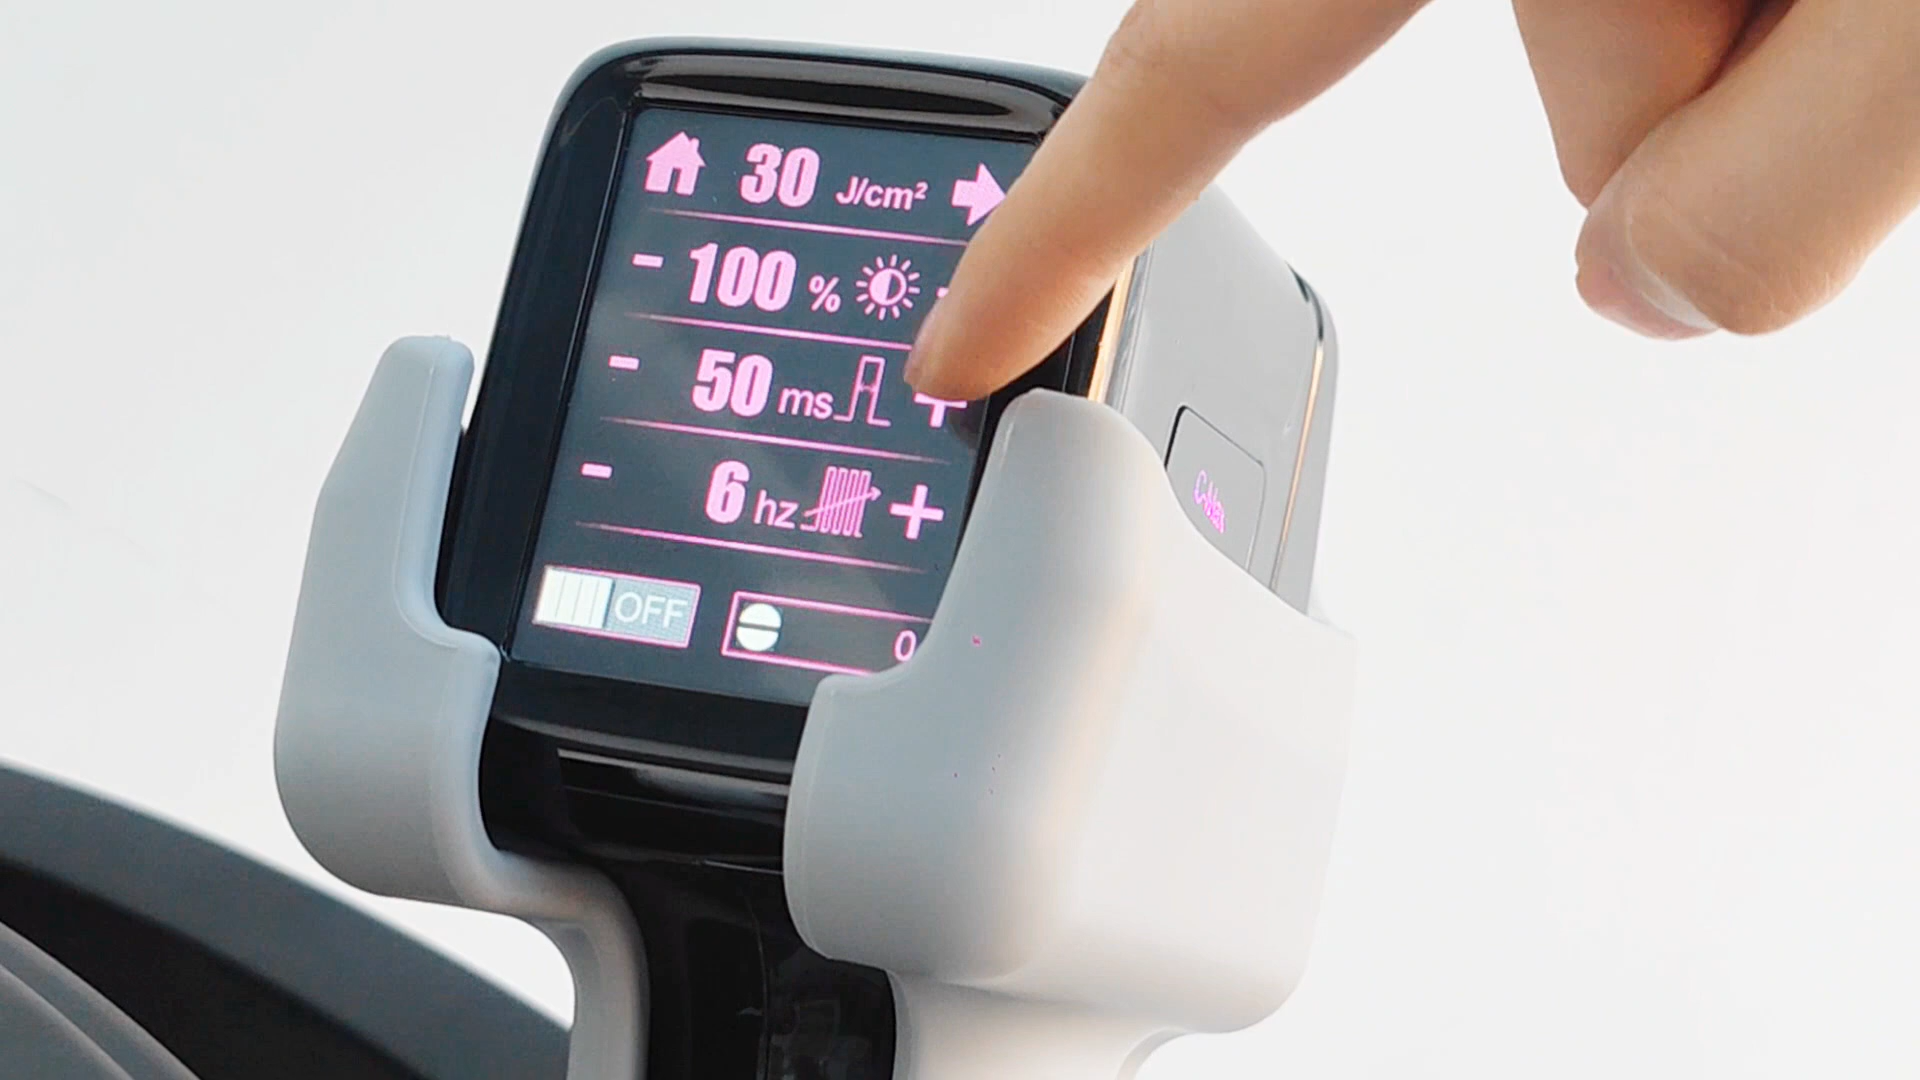 30 J/cm²
- 100 %
- 50 ms +
- 6 hz +
OFF
0